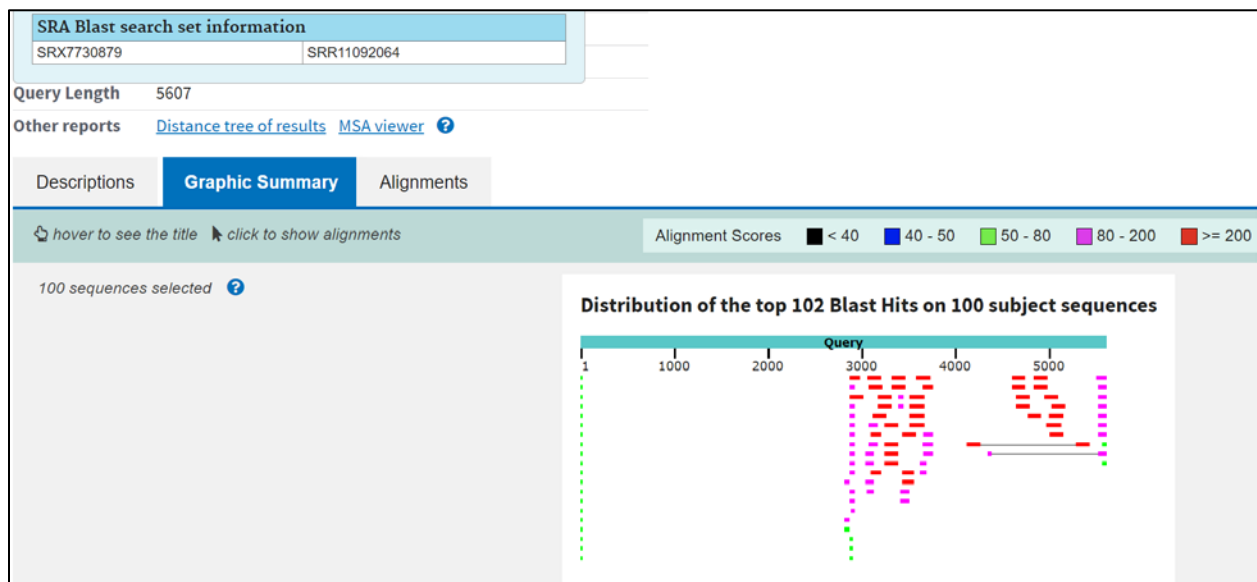 SRA Blast search set information
SRX7730879 SRR11092064
Query Length 5607
Other reports Distance tree of results MSA viewer ?
Descriptions Graphic Summary Alignments
hover to see the title click to show alignments Alignment Scores < 40 40 - 50 50 - 80 80 - 200 >= 200
100 sequences selected ?
Distribution of the top 102 Blast Hits on 100 subject sequences
Query
1 1000 2000 3000 4000 5000